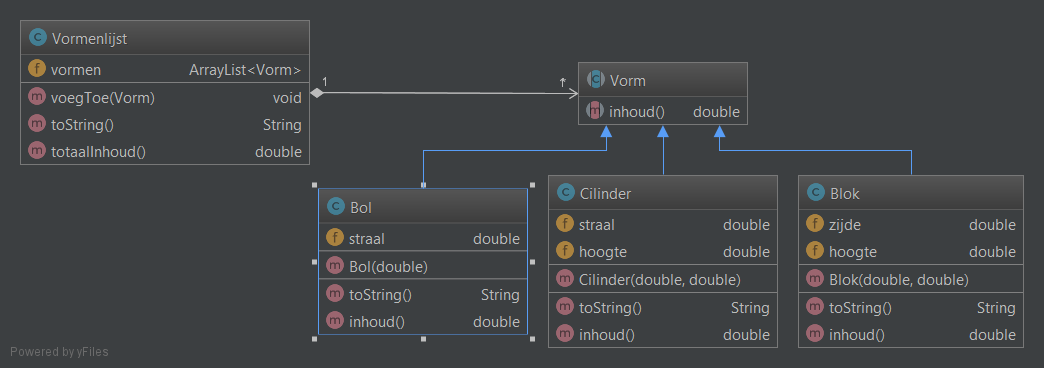 Vormenlijst
vormen ArrayList<Vorm>
voegToe(Vorm) void
toString() String
totaalInhoud() double
1
*
Vorm
inhoud() double
Bol
straal double
Bol(double)
toString() String
inhoud() double
Cilinder
straal double
hoogte double
Cilinder(double, double)
toString() String
inhoud() double
Blok
zijde double
hoogte double
Blok(double, double)
toString() String
inhoud() double
Powered by yFiles